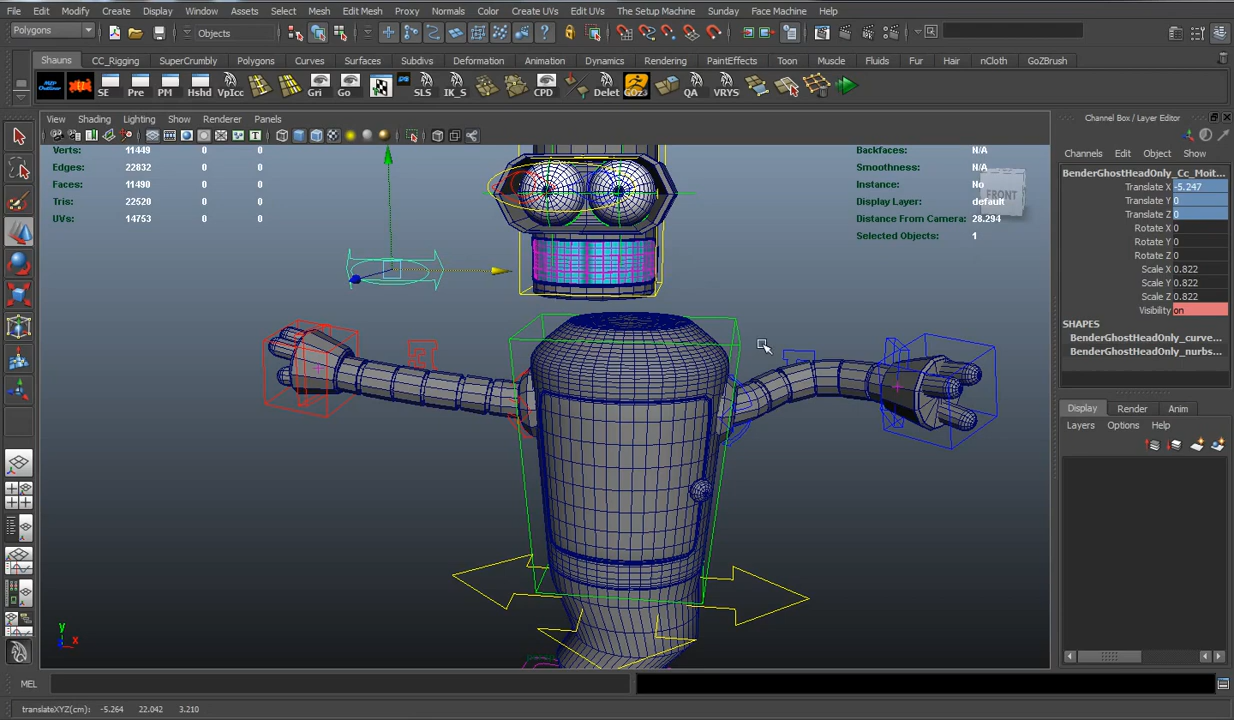 File Edit Modify Create Display Window Assets Select Mesh Edit Mesh Proxy Normals Color Create UVs Edit UVs The Setup Machine Sunday Face Machine Help
Polygons Objects
Shauns CC_Rigging SuperCrumbly Polygons Curves Surfaces Subdivs Deformation Animation Dynamics Rendering PaintEffects Toon Muscle Fluids Fur Hair nCloth GoZBrush
SE Pre PM Hshd VpIcc Gri Go SLS IK_S CPD Delet GOz3 QA VRYS
View Shading Lighting Show Renderer Panels
Channel Box / Layer Editor
Verts: 11449 0 0
Edges: 22832 0 0
Faces: 11490 0 0
Tris: 22520 0 0
UVs: 14753 0 0
Backfaces: N/A
Smoothness: N/A
Instance: No
Display Layer: default
Distance From Camera: 28.294
Selected Objects: 1
FRONT
Channels Edit Object Show
BenderGhostHeadOnly_Cc_Moit...
Translate X -5.247
Translate Y 0
Translate Z 0
Rotate X 0
Rotate Y 0
Rotate Z 0
Scale X 0.822
Scale Y 0.822
Scale Z 0.822
Visibility on
SHAPES
BenderGhostHeadOnly_curve...
BenderGhostHeadOnly_nurbs...
Display Render Anim
Layers Options Help
y
z x
MEL
translateXYZ(cm): -5.264 22.042 3.210